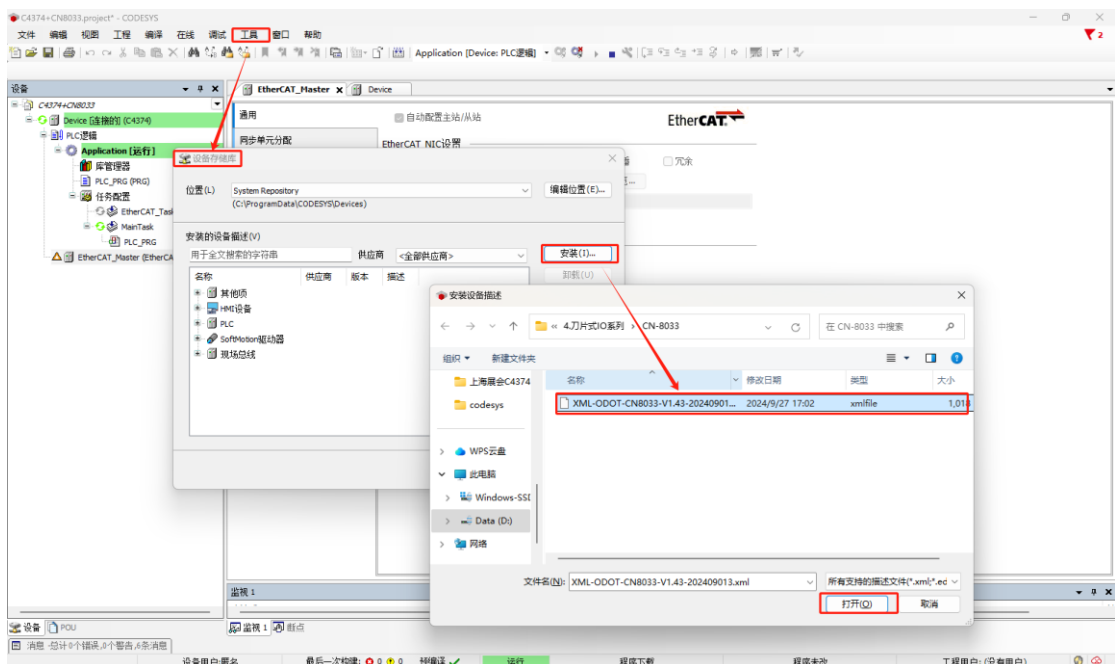 C4374+CN8033.project* - CODESYS
文件 编辑 视图 工程 编译 在线 调试 工具 窗口 帮助
Application [Device: PLC逻辑]
2
设备
EtherCAT_Master
Device
C4374+CN8033
Device [连接的] (C4374)
PLC逻辑
Application [运行]
库管理器
PLC_PRG (PRG)
任务配置
EtherCAT_Task
MainTask
PLC_PRG
EtherCAT_Master (EtherCA
通用
自动配置主站/从站
EtherCAT
同步单元分配
EtherCAT NIC设置
冗余
设备存储库
位置(L)
System Repository
编辑位置(E)...
(C:\ProgramData\CODESYS\Devices)
安装的设备描述(V)
用于全文搜索的字符串
供应商
<全部供应商>
安装(I)...
卸载(U)
名称 供应商 版本 描述
其他项
HMI设备
PLC
SoftMotion驱动器
现场总线
安装设备描述
« 4.刀片式IO系列 › CN-8033
在 CN-8033 中搜索
组织 新建文件夹
上海展会C4374
codesys
WPS云盘
此电脑
Windows-SSD
Data (D:)
网络
名称 修改日期 类型 大小
XML-ODOT-CN8033-V1.43-20240901... 2024/9/27 17:02 xmlfile
文件名(N):
XML-ODOT-CN8033-V1.43-202409013.xml
所有支持的描述文件(*.xml;*.ed
打开(O)
取消
监视 1
设备 POU
监视 1 断点
消息 -总计0个错误,0个警告,6条消息
设备用户:匿名 最后一次构建: 0 0 预编译 运行 程序下载 程序未改 工程用户: (没有用户)